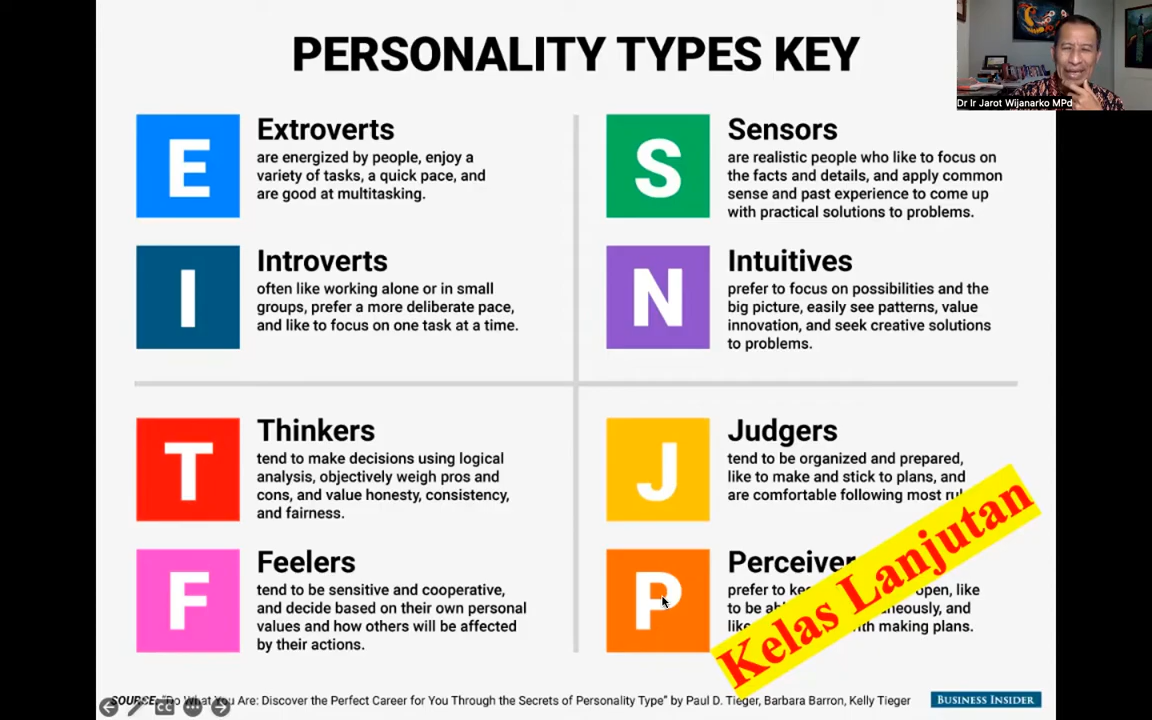 PERSONALITY TYPES KEY
Dr Ir Jarot Wijanarko MPd
E
Extroverts
are energized by people, enjoy a
variety of tasks, a quick pace, and
are good at multitasking.
I
Introverts
often like working alone or in small
groups, prefer a more deliberate pace,
and like to focus on one task at a time.
S
Sensors
are realistic people who like to focus on
the facts and details, and apply common
sense and past experience to come up
with practical solutions to problems.
N
Intuitives
prefer to focus on possibilities and the
big picture, easily see patterns, value
innovation, and seek creative solutions
to problems.
T
Thinkers
tend to make decisions using logical
analysis, objectively weigh pros and
cons, and value honesty, consistency,
and fairness.
F
Feelers
tend to be sensitive and cooperative,
and decide based on their own personal
values and how others will be affected
by their actions.
J
Judgers
tend to be organized and prepared,
like to make and stick to plans, and
are comfortable following most
P
prefer to open, like
to be and
making plans.
Kelas Lanjutan
SOURCE: "Do What You Are: Discover the Perfect Career for You Through the Secrets of Personality Type" by Paul D. Tieger, Barbara Barron, Kelly Tieger
BUSINESS INSIDER
CC